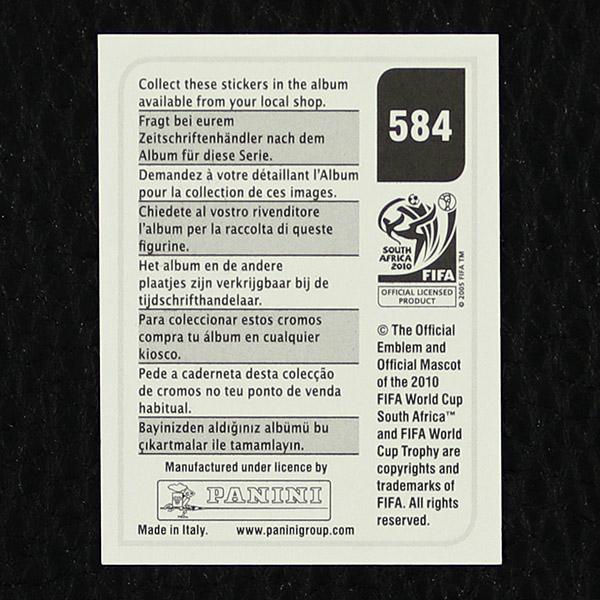 Collect these stickers in the album
available from your local shop.
Fragt bei eurem
Zeitschriftenhändler nach dem
Album für diese Serie.
Demandez à votre détaillant l'Album
pour la collection de ces images.
Chiedete al vostro rivenditore
l'album per la raccolta di queste
figurine.
Het album en de andere
plaatjes zijn verkrijgbaar bij de
tijdschrifthandelaar.
Para coleccionar estos cromos
compra tu álbum en cualquier
kiosco.
Pede a caderneta desta colecção
de cromos no teu ponto de venda
habitual.
Bayinizden aldığınız albümü bu
çıkartmalar ile tamamlayın.
Manufactured under licence by
PANINI
Made in Italy. www.paninigroup.com
584
SOUTH
AFRICA
2010
FIFA
OFFICIAL LICENSED
PRODUCT
© 2005 FIFA TM
© The Official
Emblem and
Official Mascot
of the 2010
FIFA World Cup
South Africa™
and FIFA World
Cup Trophy are
copyrights and
trademarks of
FIFA. All rights
reserved.